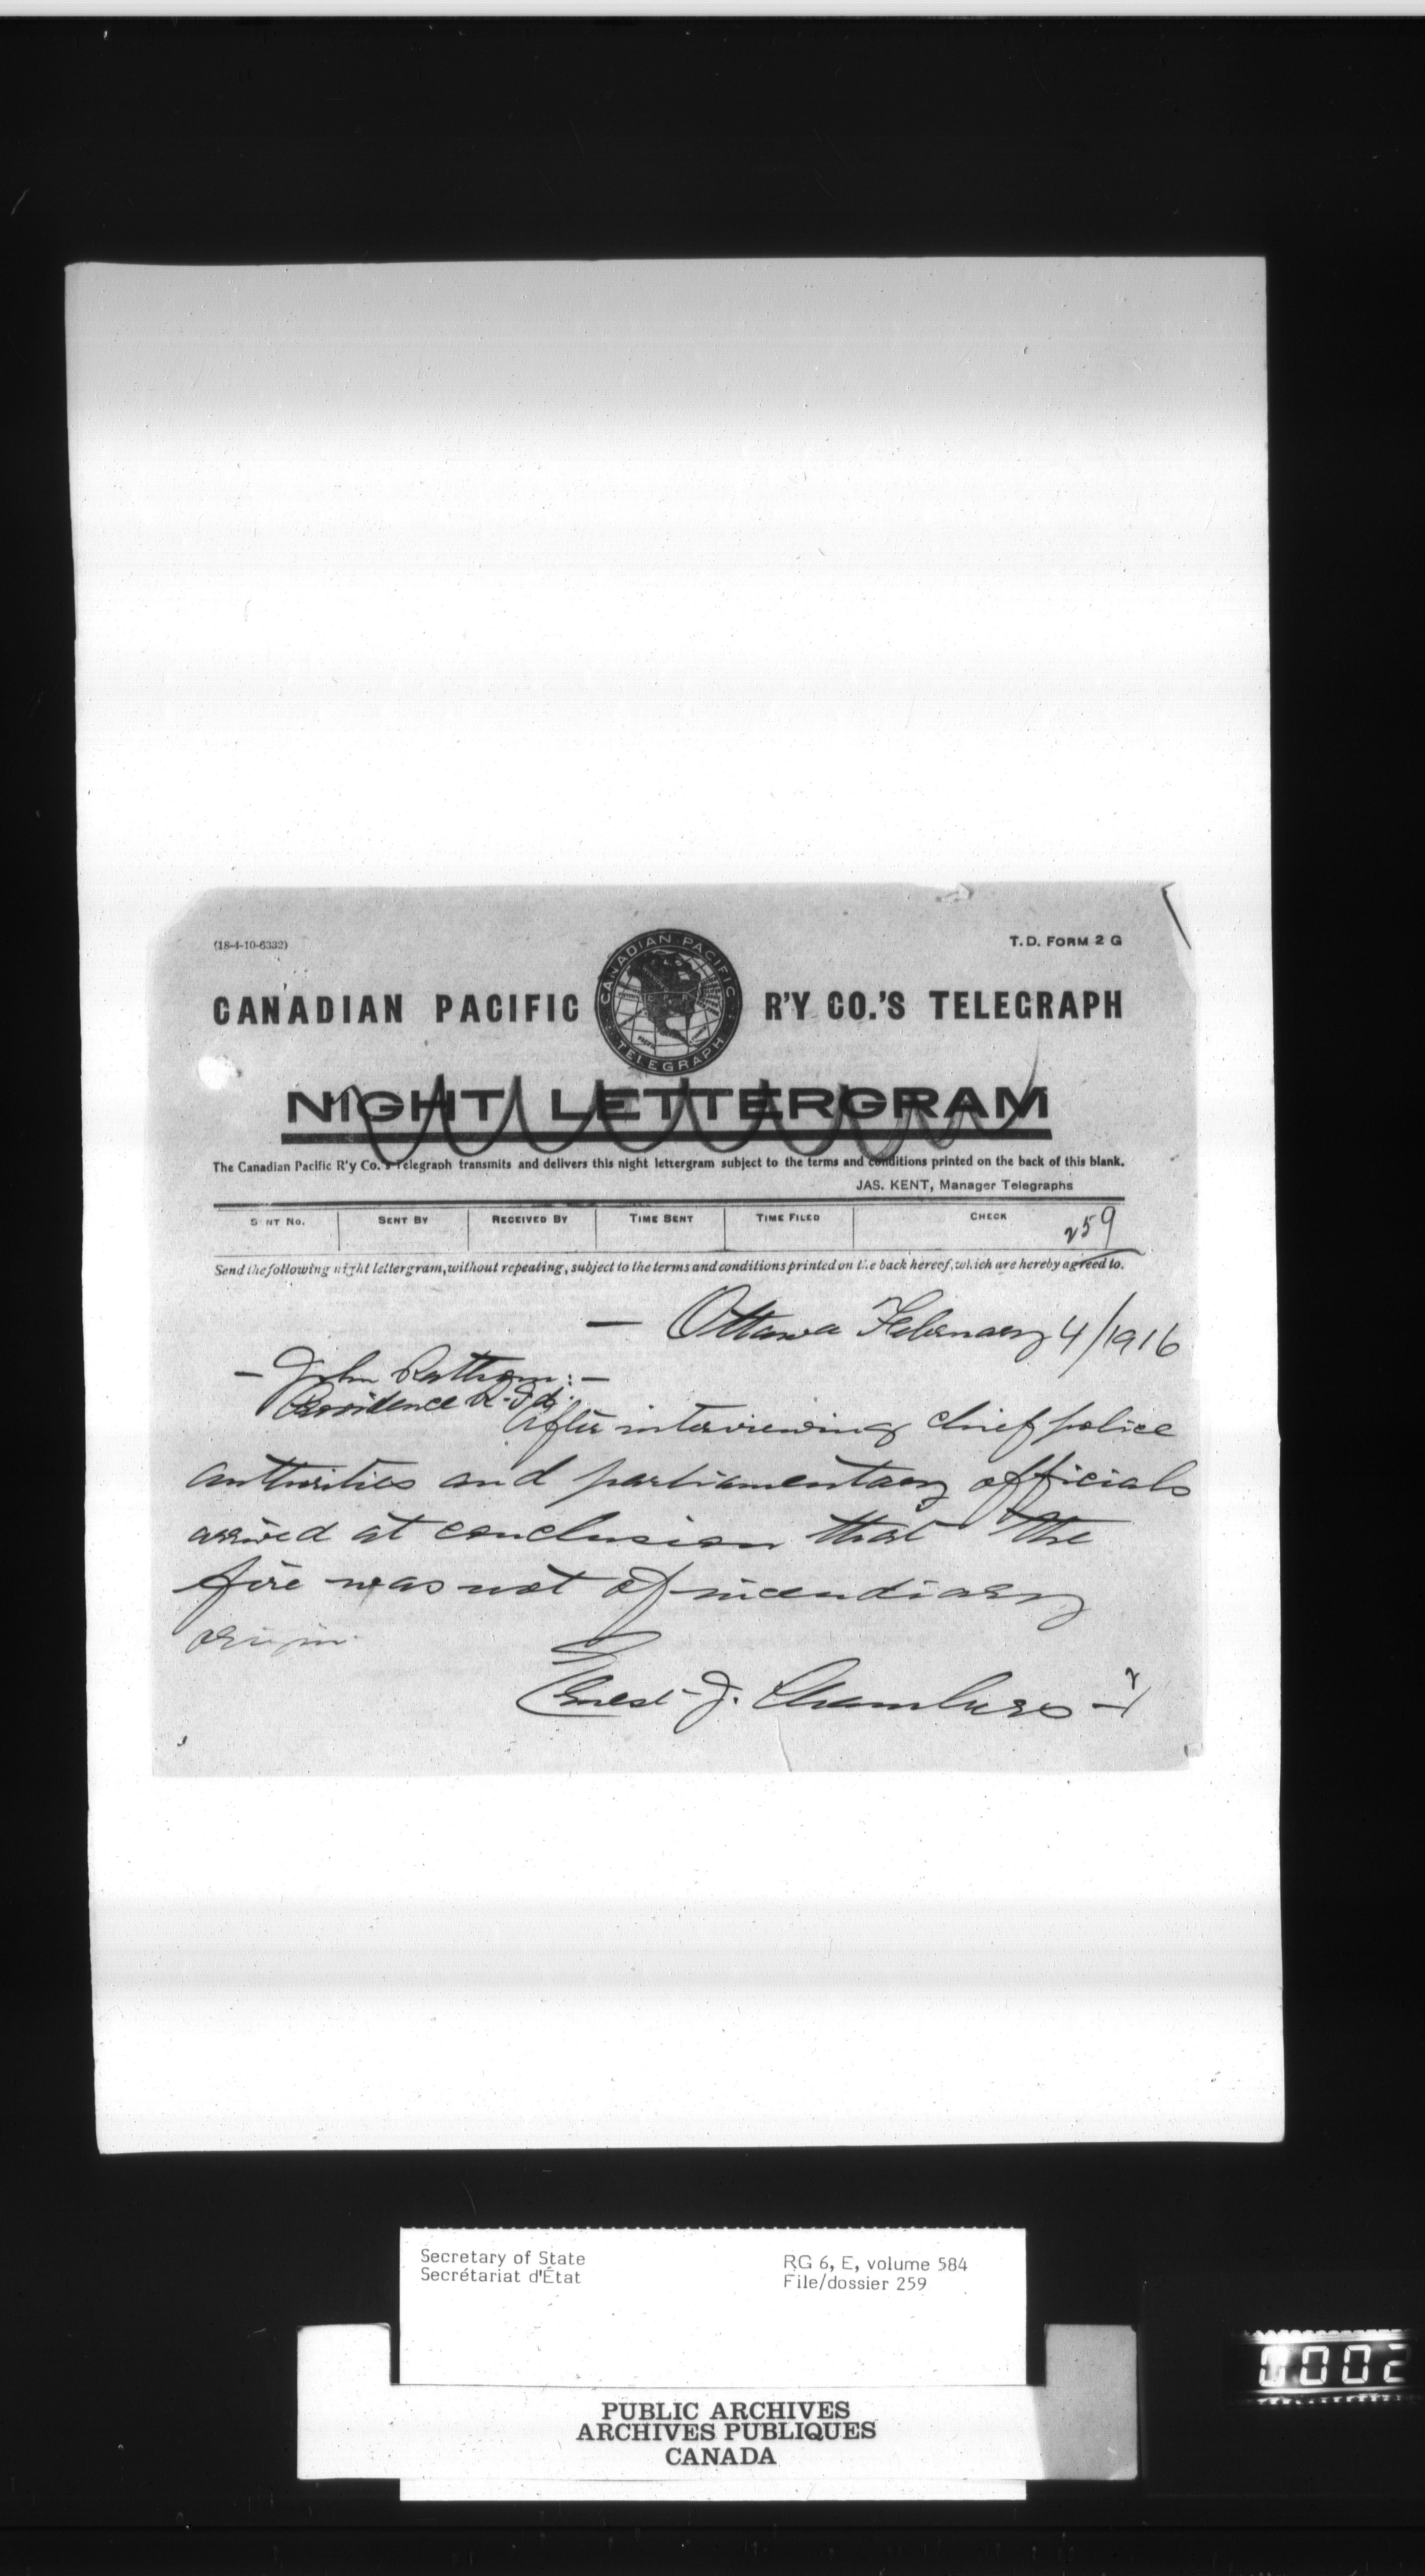 (18-4-10-6332)
T. D. FORM 2 G
CANADIAN PACIFIC R'Y CO.'S TELEGRAPH
CANADIAN PACIFIC
TELEGRAPH
NIGHT LETTERGRAM
The Canadian Pacific R'y Co.'s Telegraph transmits and delivers this night lettergram subject to the terms and conditions printed on the back of this blank.
JAS. KENT, Manager Telegraphs
SENT NO. SENT BY RECEIVED BY TIME SENT TIME FILED CHECK
259
Send the following night lettergram, without repeating, subject to the terms and conditions printed on the back hereof, which are hereby agreed to.
— Ottawa February 4/1916
— John Rathom:—
Providence R.Id.
After interviewing chief police
authorities and parliamentary officials
arrived at conclusion that the
fire was not of incendiary
origin.
Ernest J. Chambers
Secretary of State
Secrétariat d'État
RG 6, E, volume 584
File/dossier 259
PUBLIC ARCHIVES
ARCHIVES PUBLIQUES
CANADA
0002